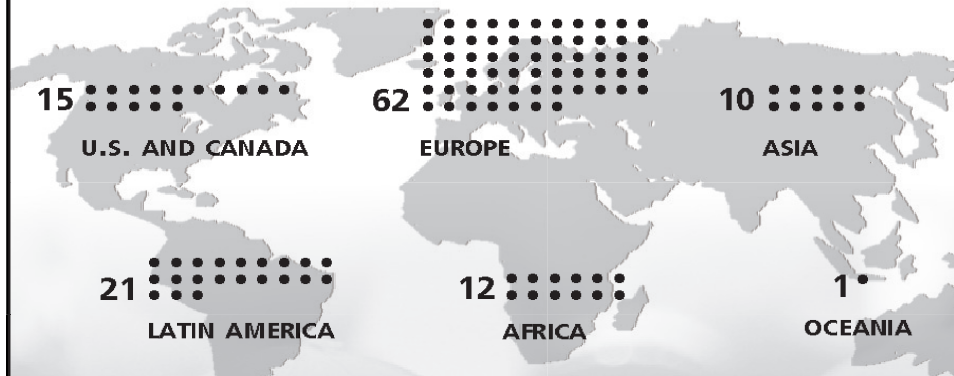 15
U.S. AND CANADA
62
EUROPE
10
ASIA
21
LATIN AMERICA
12
AFRICA
1
OCEANIA